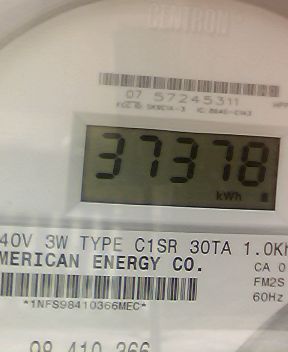 CENTRON
07 57245311
37378
kWh
40V 3W TYPE C1SR 30TA 1.0Kh
MERICAN ENERGY CO.
CA 0
FM2S
60Hz
*1NFS98410366MEC*
98 410 366